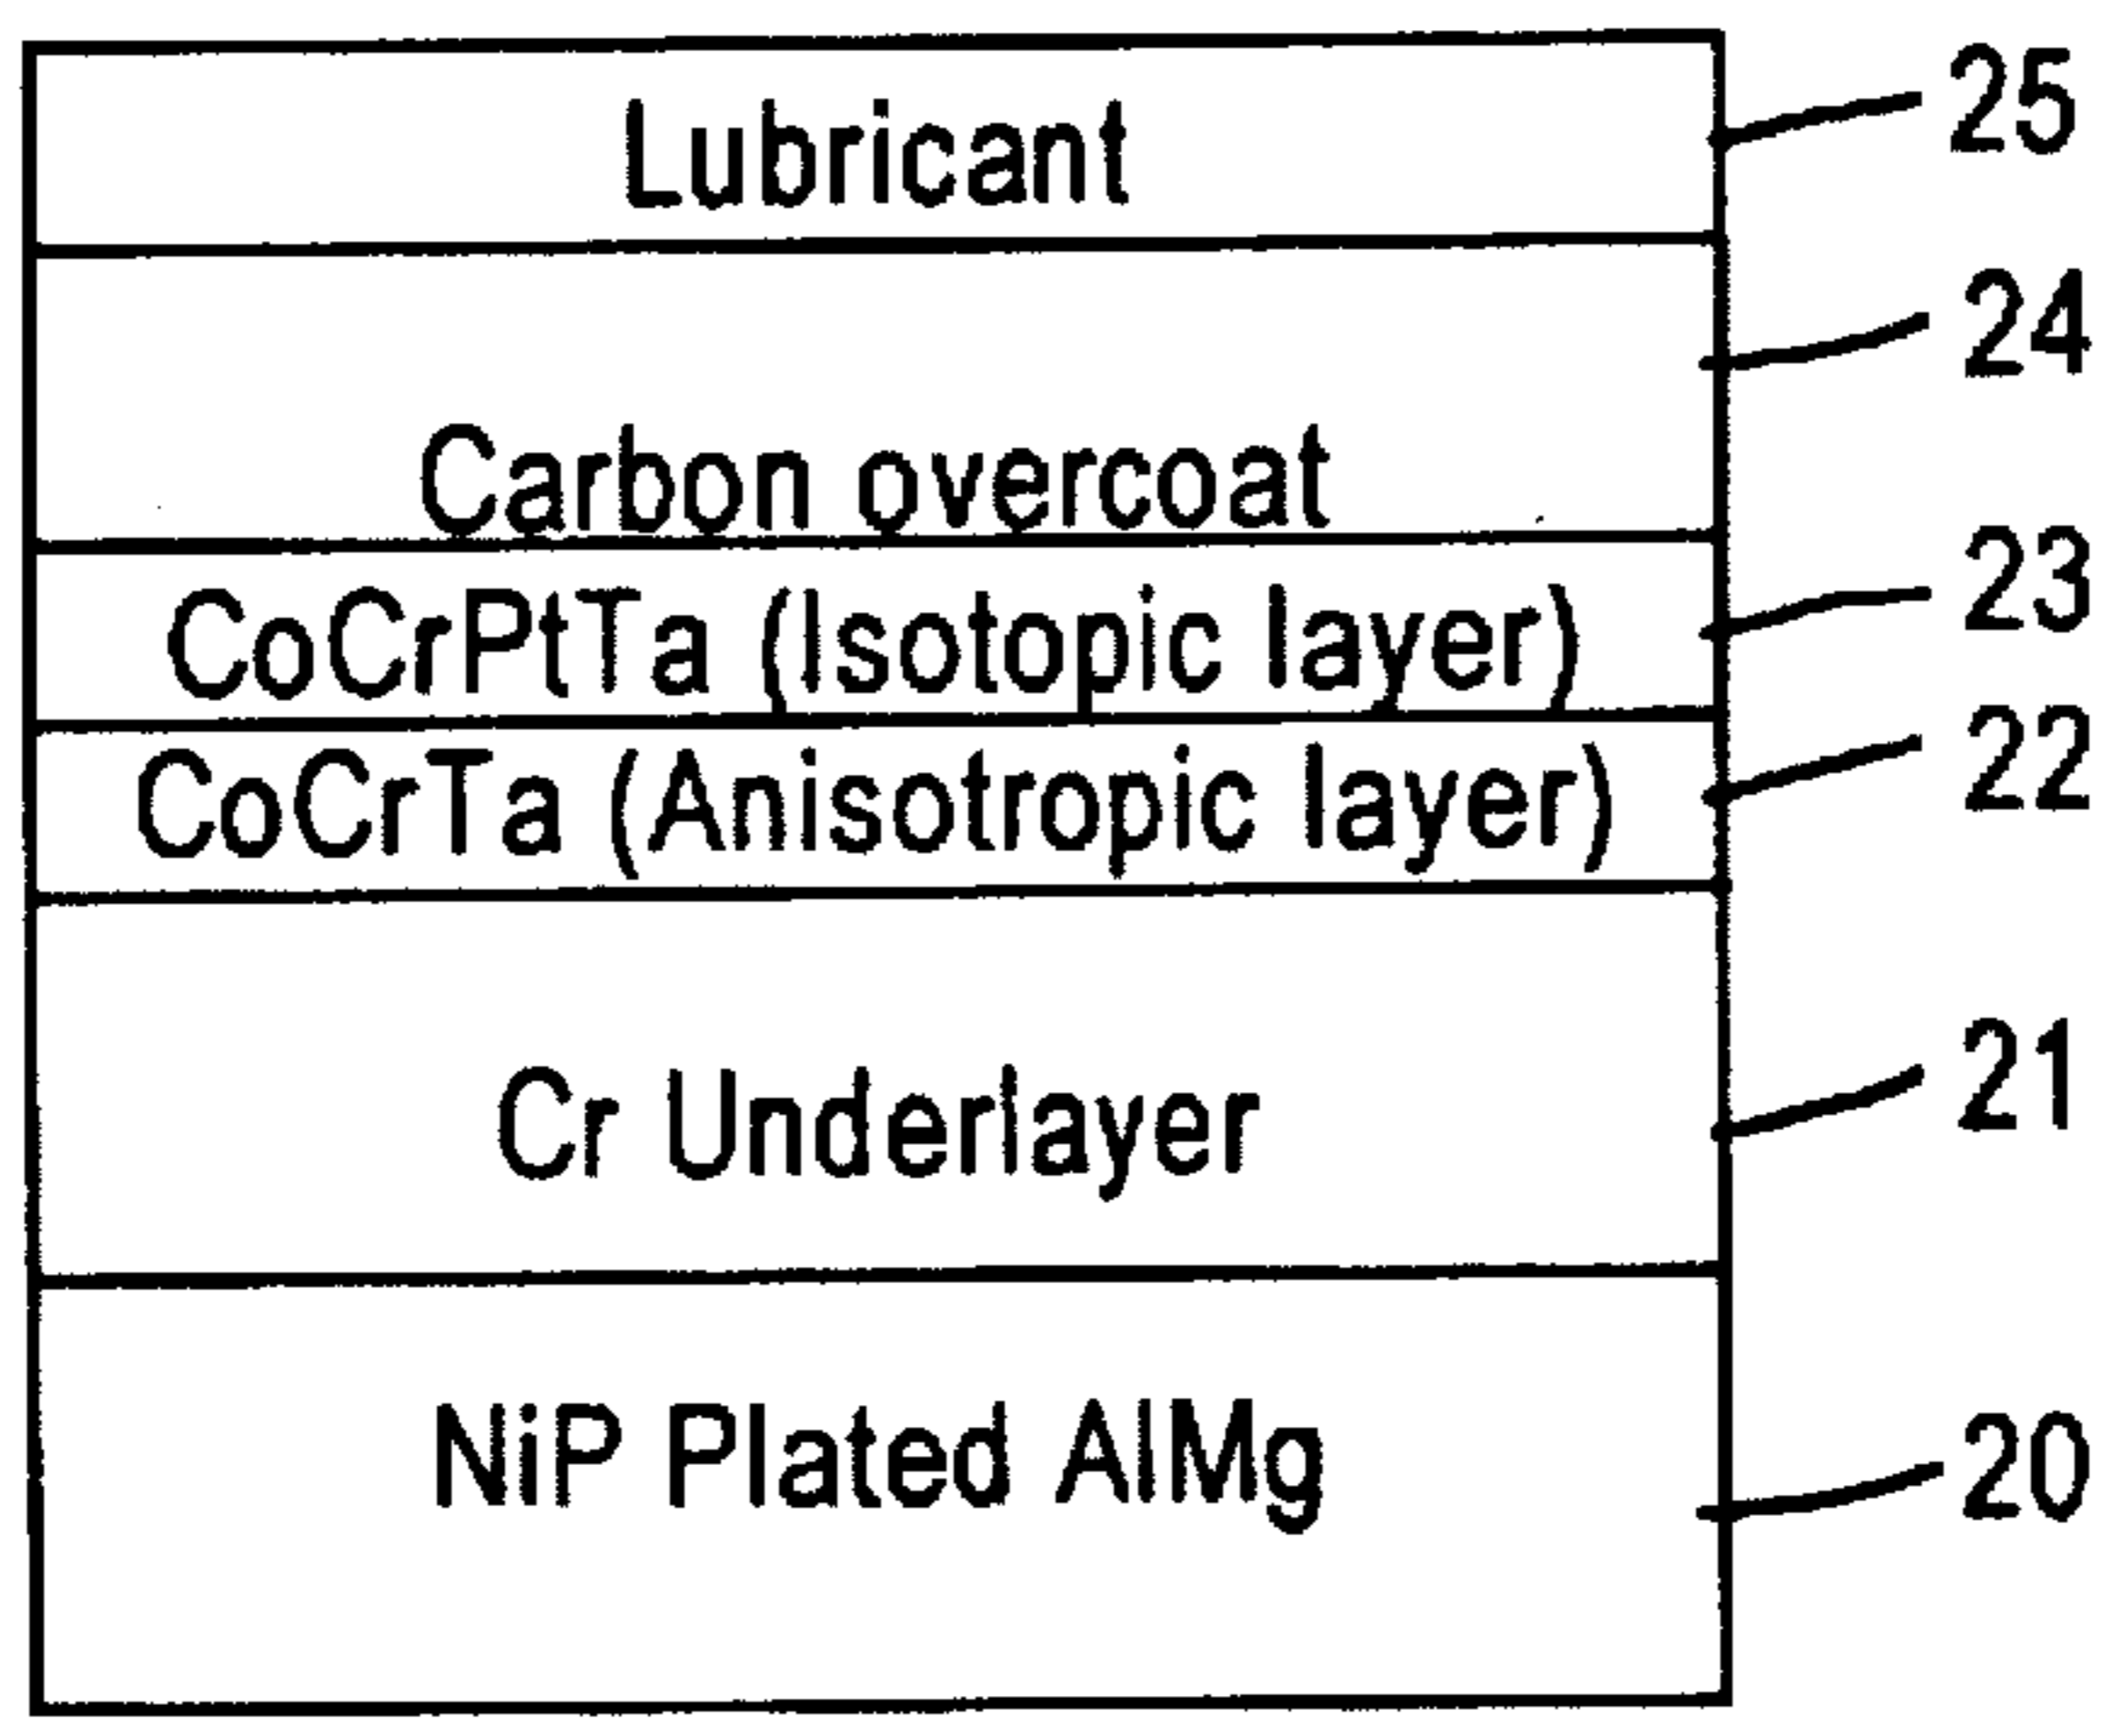 Lubricant 25
24
Carbon overcoat
CoCrPtTa (Isotopic layer) 23
CoCrTa (Anisotropic layer) 22
Cr Underlayer 21
NiP Plated AlMg 20